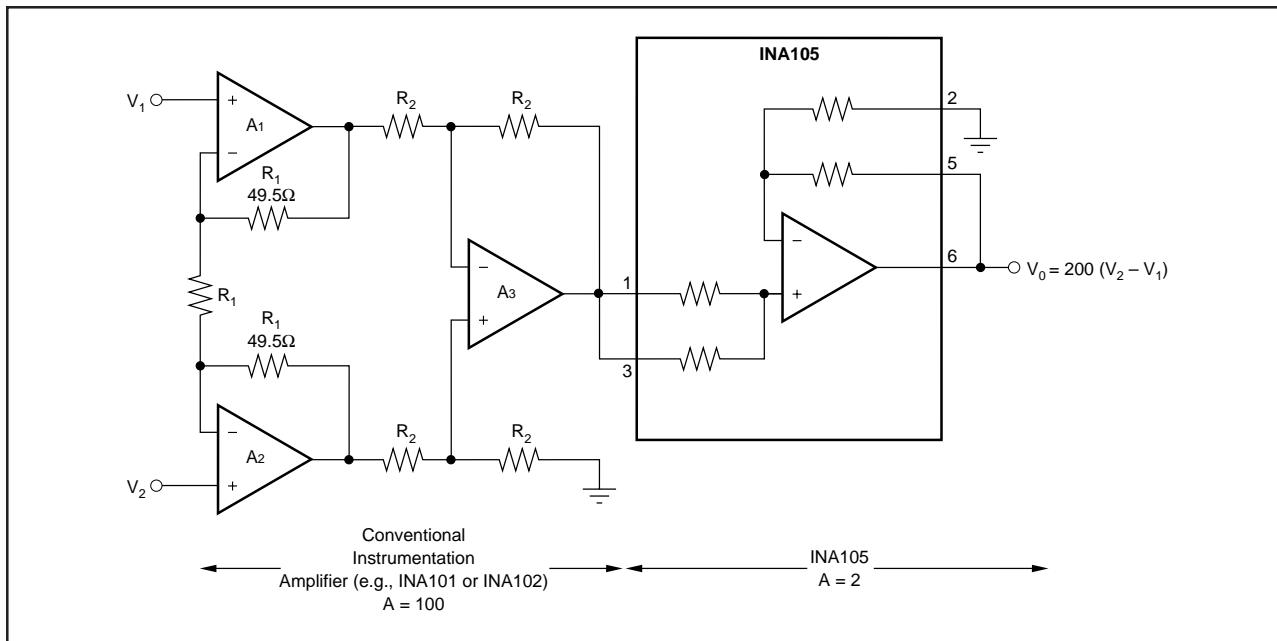 INA105
V1
+
A1
–
R2
R2
2
5
R1
49.5Ω
R1
–
+
6
V0 = 200 (V2 – V1)
–
A3
+
1
3
R1
49.5Ω
–
A2
+
V2
R2
R2
Conventional
Instrumentation
Amplifier (e.g., INA101 or INA102)
A = 100
INA105
A = 2